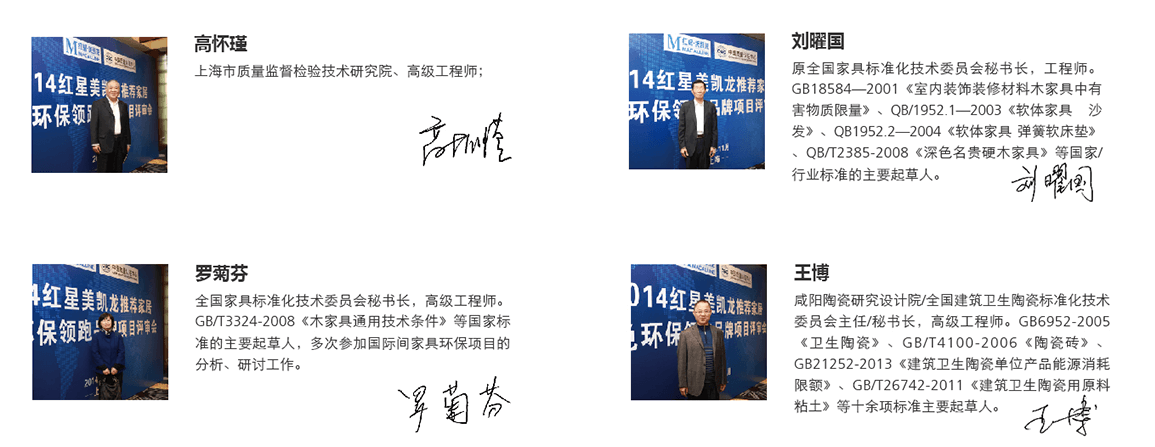 高怀瑾
上海市质量监督检验技术研究院、高级工程师；
高怀瑾
M 红星·美凯龙
MACALLINE
14红星美凯龙推荐家居
环保领跑品牌项目评审会
刘曜国
原全国家具标准化技术委员会秘书长，工程师。
GB18584—2001《室内装饰装修材料木家具中有
害物质限量》、QB/1952.1—2003《软体家具 沙
发》、QB1952.2—2004《软体家具 弹簧软床垫》
、QB/T2385-2008《深色名贵硬木家具》等国家/
行业标准的主要起草人。
刘曜国
014红星美凯龙推荐家
环保领 品牌项目评
罗菊芬
全国家具标准化技术委员会秘书长，高级工程师。
GB/T3324-2008《木家具通用技术条件》等国家标
准的主要起草人，多次参加国际间家具环保项目的
分析、研讨工作。
罗菊芬
4红星美凯龙推荐家居
环保领跑品牌项目评审会
王博
咸阳陶瓷研究设计院/全国建筑卫生陶瓷标准化技术
委员会主任/秘书长，高级工程师。GB6952-2005
《卫生陶瓷》、GB/T4100-2006《陶瓷砖》、
GB21252-2013《建筑卫生陶瓷单位产品能源消耗
限额》、GB/T26742-2011《建筑卫生陶瓷用原料
粘土》等十余项标准主要起草人。
王博
014红星美凯龙推荐家居
色环保领 品牌项目评审会